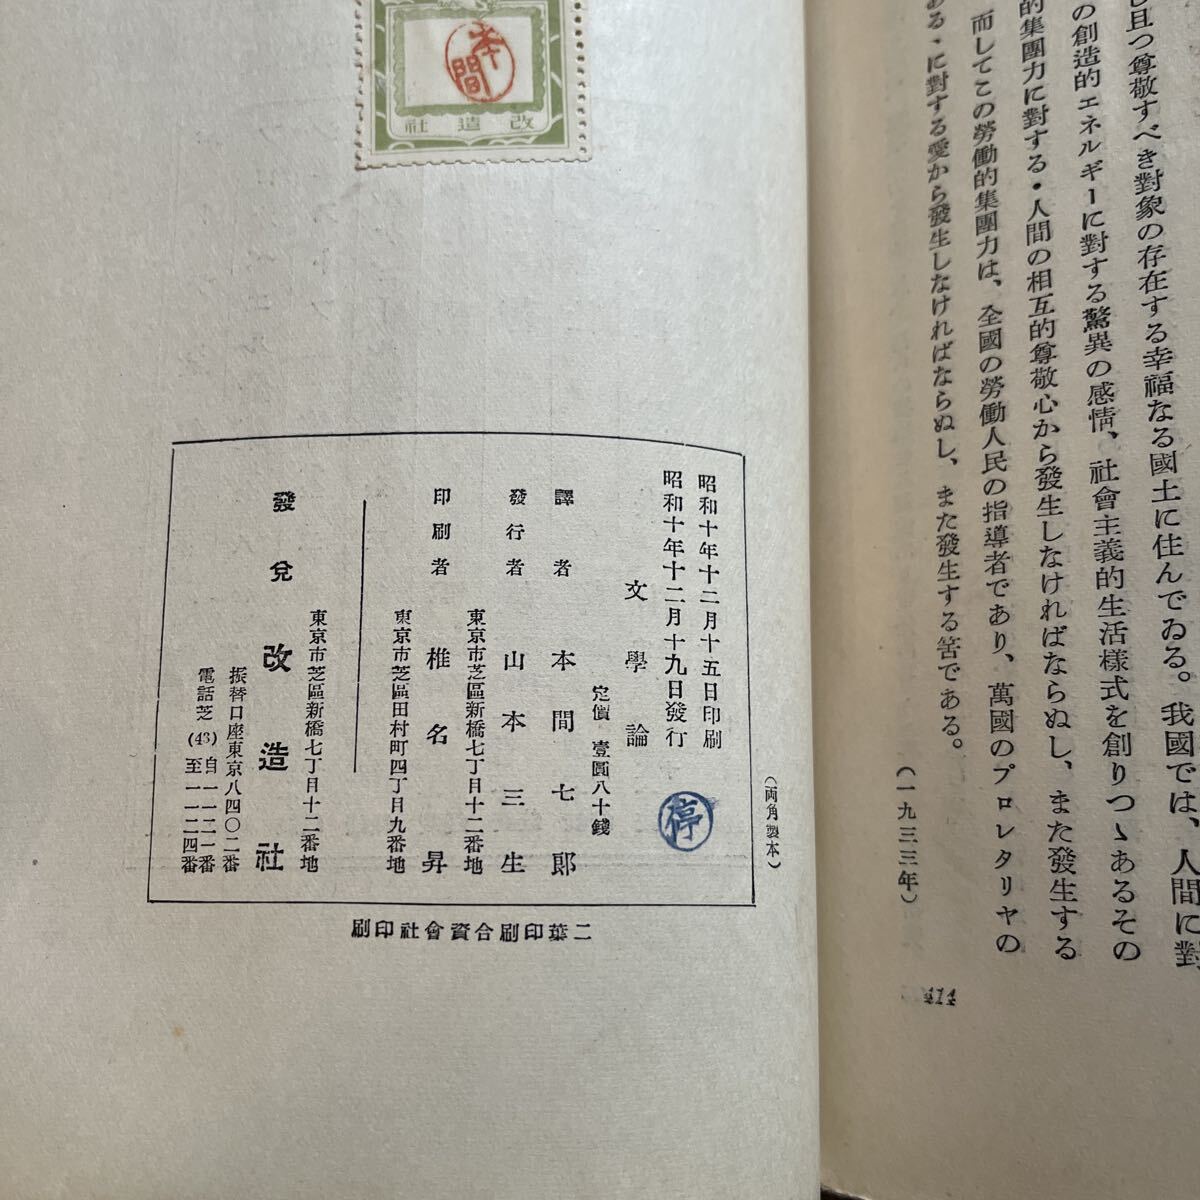 し且つ尊敬すべき對象の存在する幸福なる國土に住んでゐる。我國では、人間に對
の創造的エネルギーに對する驚異の感情、社會主義的生活樣式を創りつゝあるその
的集團力に對する・人間の相互的尊敬心から發生しなければならぬし、また發生する
而してこの勞働的集團力は、全國の勞働人民の指導者であり、萬國のプロレタリヤの
ある・に對する愛から發生しなければならぬし、また發生する筈である。
(一九三三年)
本間
社造改
昭和十年十二月十五日印刷
昭和十年十二月十九日發行
文學論
停
定價 壹圓八十錢
譯者 本間七郎
發行者 山本三生
東京市芝區新橋七丁目十二番地
印刷者 椎名昇
東京市芝區田村町四丁目九番地
發兌 改造社
東京市芝區新橋七丁目十二番地
振替口座東京八四〇二番
電話芝(43)自一一二一番至一一二四番
(両角製本)
二葉印刷合資會社印刷